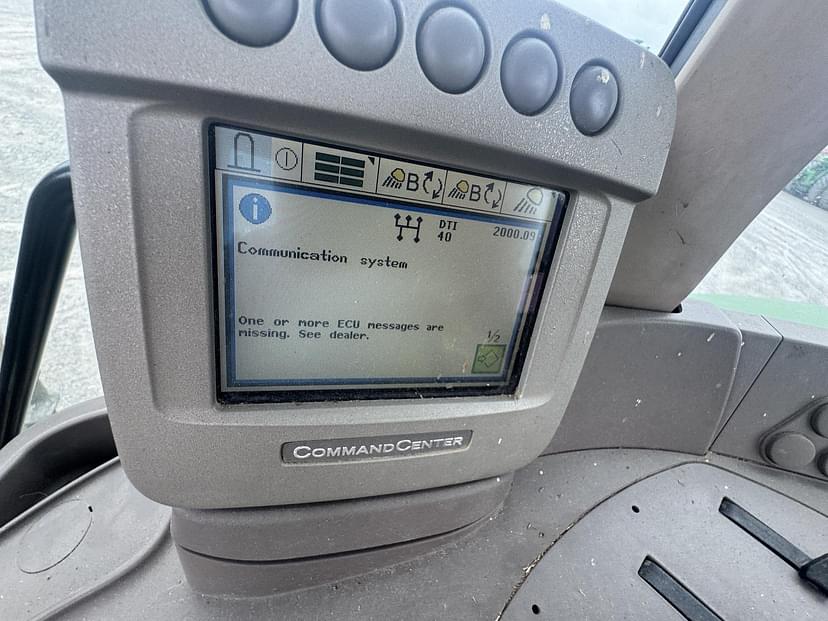 B B
i
DTI
40 2000.09
Communication system
One or more ECU messages are
missing. See dealer.
1/2
COMMANDCENTER